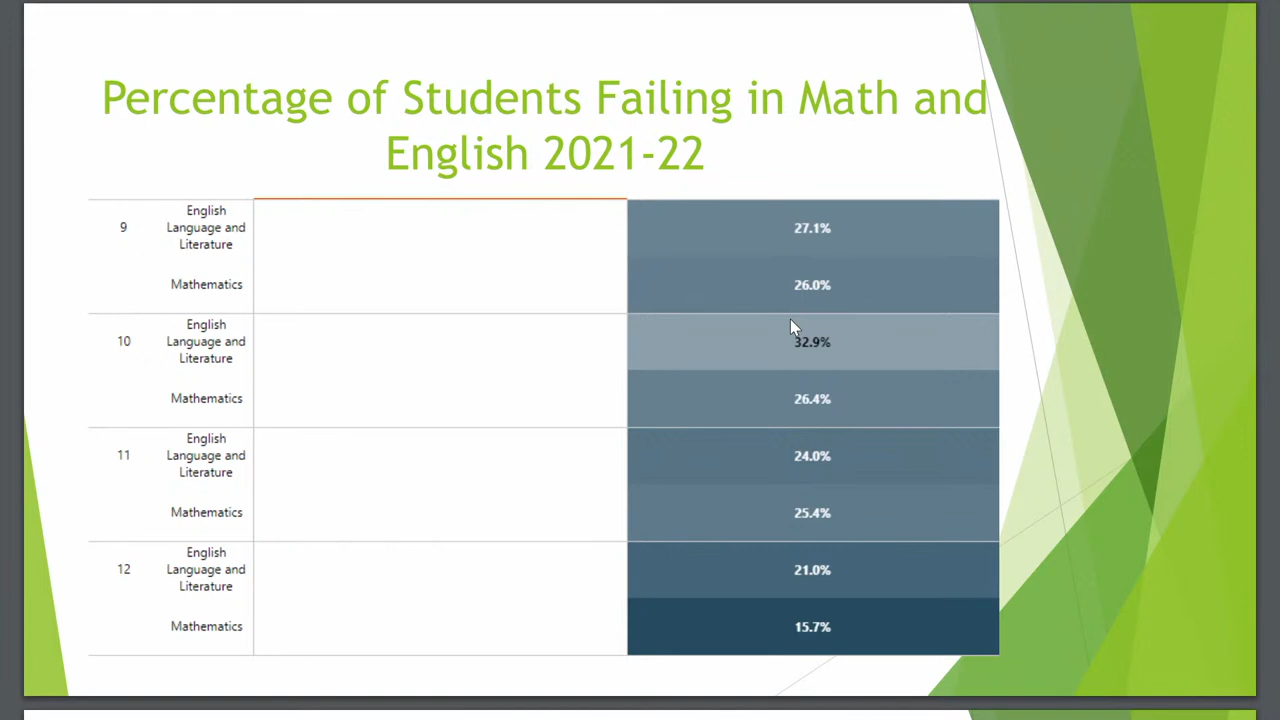 Percentage of Students Failing in Math and
English 2021-22
9
English
Language and
Literature
27.1%
Mathematics
26.0%
10
English
Language and
Literature
32.9%
Mathematics
26.4%
11
English
Language and
Literature
24.0%
Mathematics
25.4%
12
English
Language and
Literature
21.0%
Mathematics
15.7%